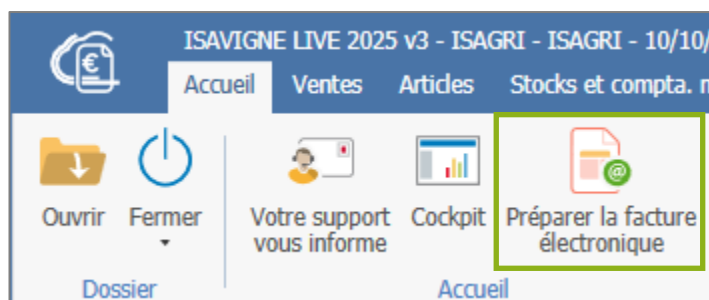 ISAVIGNE LIVE 2025 v3 - ISAGRI - ISAGRI - 10/10/
Accueil Ventes Articles Stocks et compta.
Ouvrir Fermer Votre support vous informe Cockpit Préparer la facture électronique
Dossier Accueil